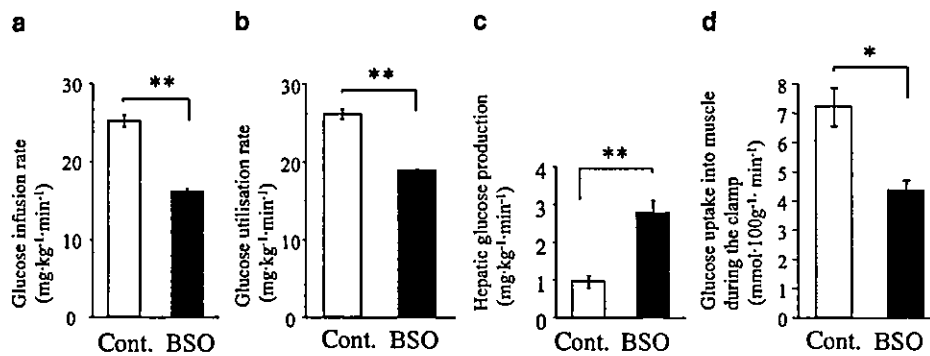 a
Glucose infusion rate
(mg·kg⁻¹·min⁻¹)
30
20
10
0
**
Cont. BSO
b
Glucose utilisation rate
(mg·kg⁻¹·min⁻¹)
30
20
10
0
**
Cont. BSO
c
Hepatic glucose production
(mg·kg⁻¹·min⁻¹)
4
3
2
1
0
**
Cont. BSO
d
Glucose uptake into muscle
during the clamp
(mmol·100g⁻¹· min⁻¹)
8
7
6
5
4
3
2
1
0
*
Cont. BSO